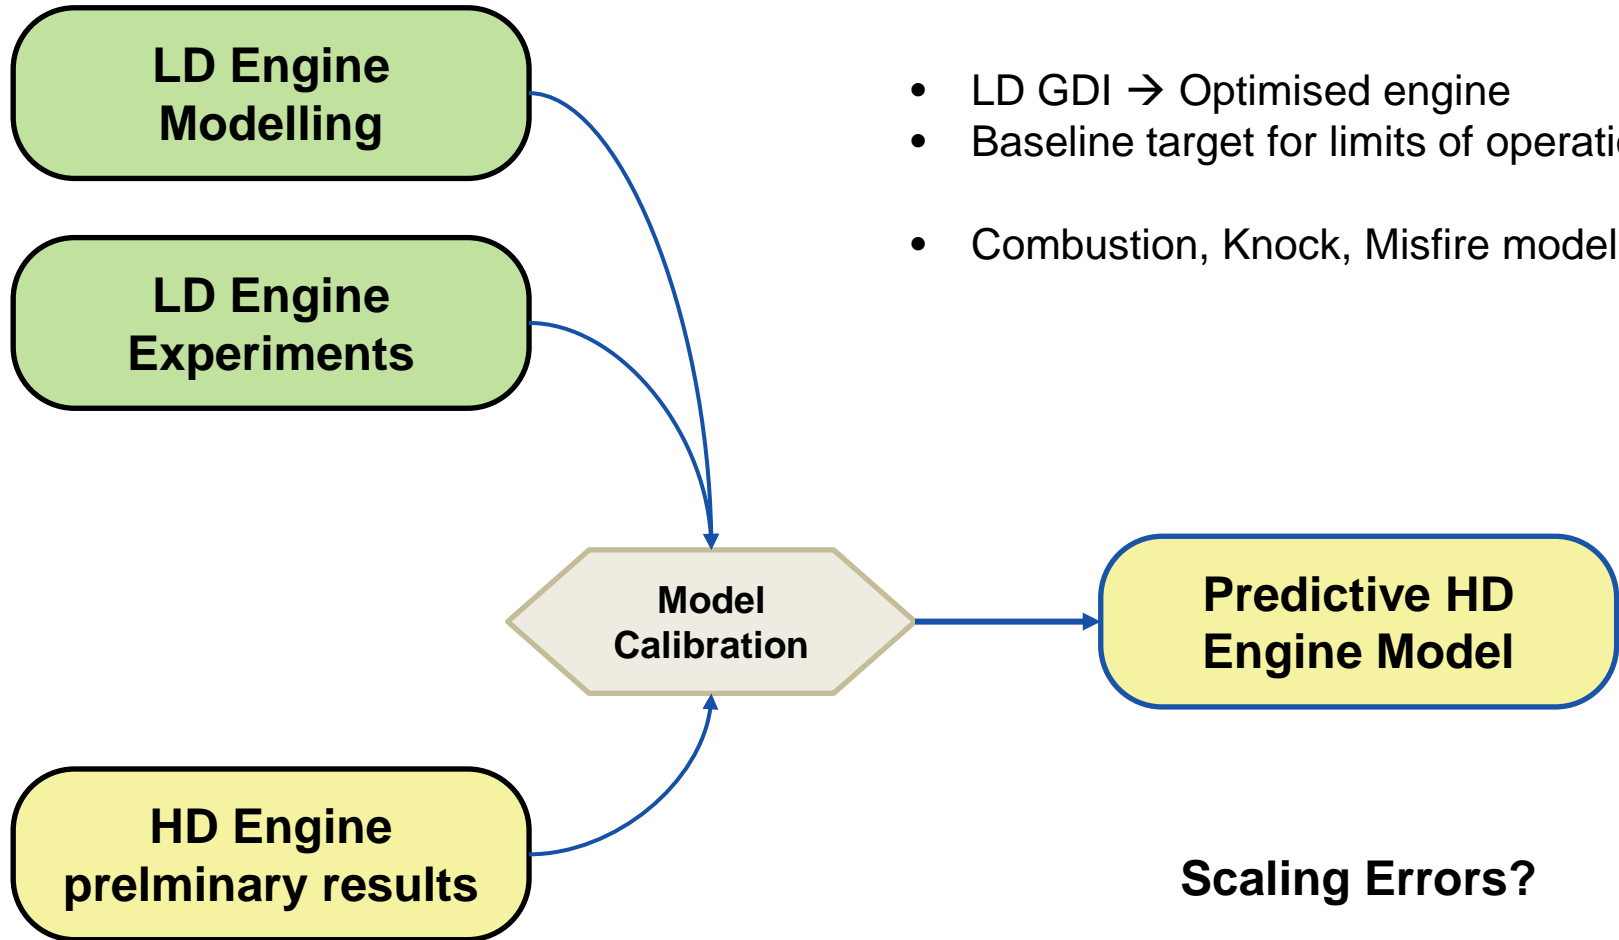 LD Engine
Modelling
• LD GDI → Optimised engine
• Baseline target for limits of operati
• Combustion, Knock, Misfire model
LD Engine
Experiments
Model
Calibration
Predictive HD
Engine Model
HD Engine
prelminary results
Scaling Errors?